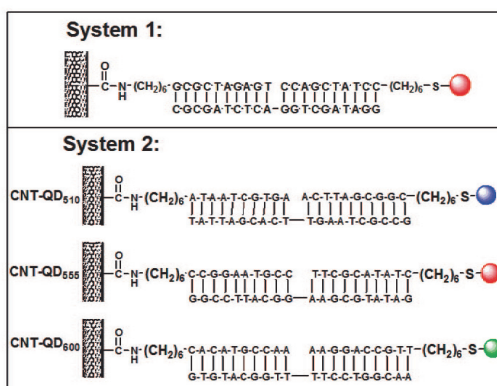 System 1:
O
C-N-(CH2)6-GCGCTAGAGT CCAGCTATCC-(CH2)6-S
H
CGCGATCTCA-GGTCGATAGG
System 2:
O
CNT-QD510 C-N-(CH2)6-A-TAATCGTGA ACTTAGCGGC-(CH2)6-S
H
TATTAGCACT—TGAATCGCCG
O
CNT-QD555 C-N-(CH2)6-CCGGAATGCC TTCGCATATC-(CH2)6-S
H
GGCCTTACGG—AAGCGTATAG
O
CNT-QD600 C-N-(CH2)6-CACATGCCAA AAGGACCGTT-(CH2)6-S
H
GTGTACGGTT—TTCCTGGCAA